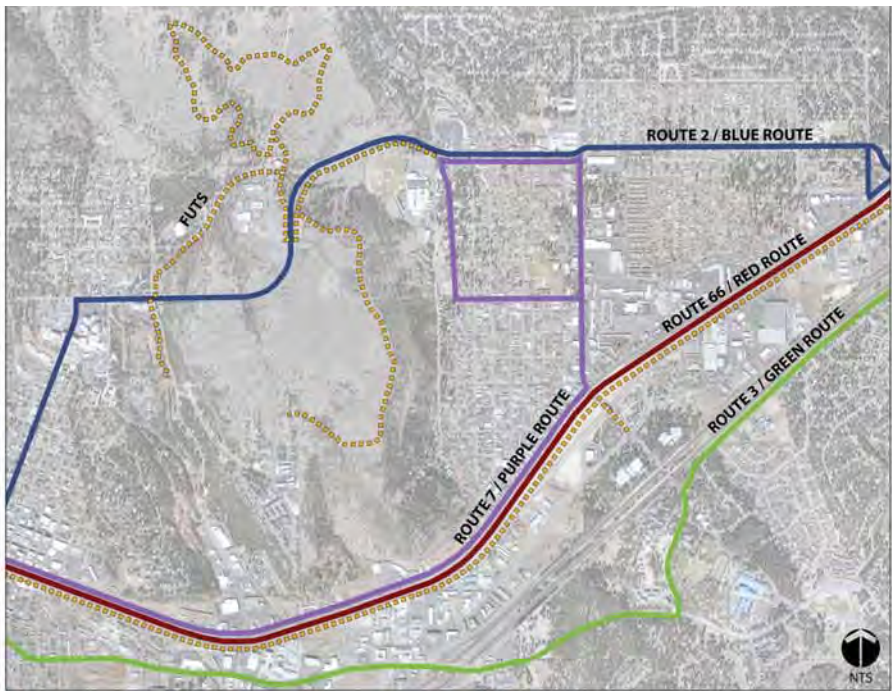 ROUTE 2 / BLUE ROUTE
FUTS
ROUTE 66 / RED ROUTE
ROUTE 3 / GREEN ROUTE
ROUTE 7 / PURPLE ROUTE
NTS